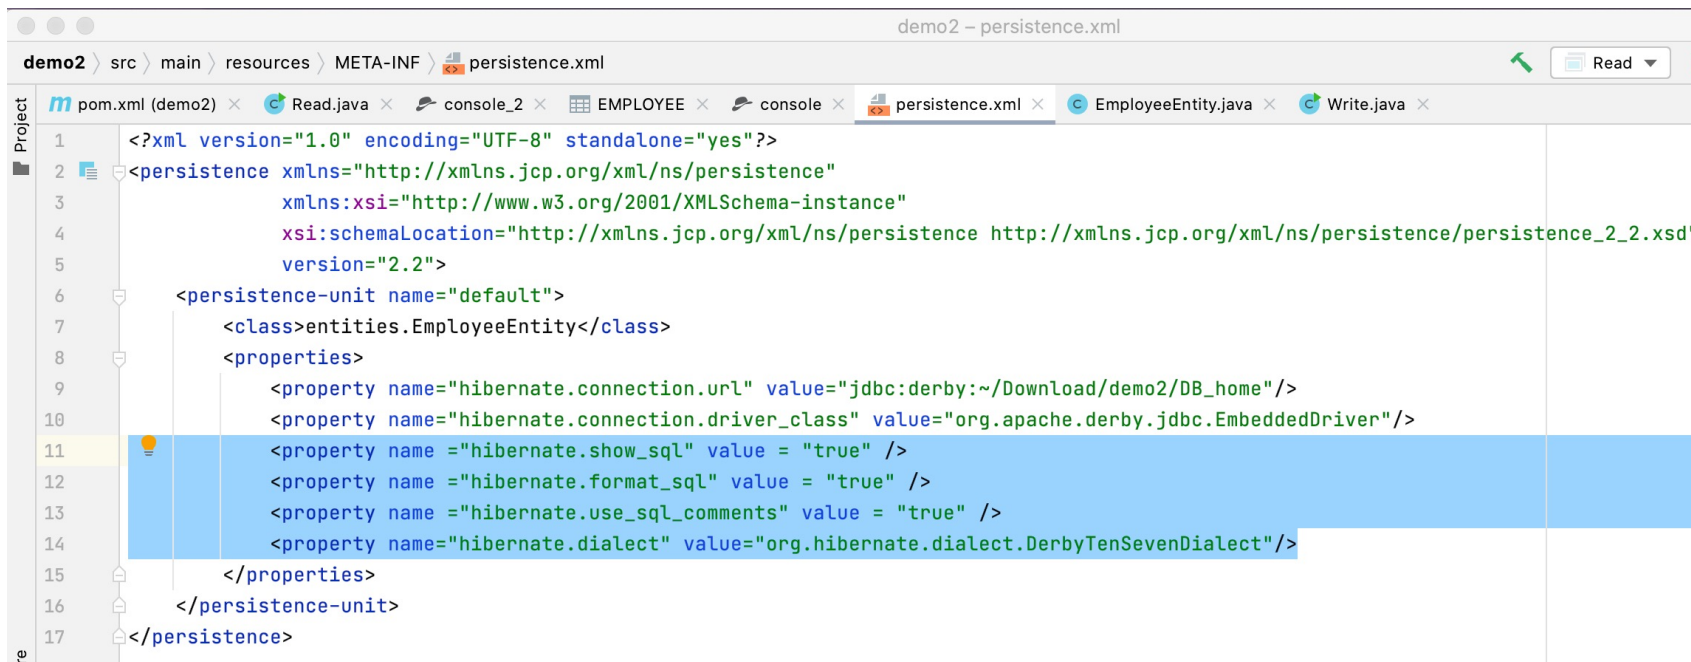 demo2 – persistence.xml
demo2 › src › main › resources › META-INF › persistence.xml
Read
pom.xml (demo2) × Read.java × console_2 × EMPLOYEE × console × persistence.xml × EmployeeEntity.java × Write.java ×
Project
1 <?xml version="1.0" encoding="UTF-8" standalone="yes"?>
2 <persistence xmlns="http://xmlns.jcp.org/xml/ns/persistence"
3 xmlns:xsi="http://www.w3.org/2001/XMLSchema-instance"
4 xsi:schemaLocation="http://xmlns.jcp.org/xml/ns/persistence http://xmlns.jcp.org/xml/ns/persistence/persistence_2_2.xsd"
5 version="2.2">
6 <persistence-unit name="default">
7 <class>entities.EmployeeEntity</class>
8 <properties>
9 <property name="hibernate.connection.url" value="jdbc:derby:~/Download/demo2/DB_home"/>
10 <property name="hibernate.connection.driver_class" value="org.apache.derby.jdbc.EmbeddedDriver"/>
11 <property name ="hibernate.show_sql" value = "true" />
12 <property name ="hibernate.format_sql" value = "true" />
13 <property name ="hibernate.use_sql_comments" value = "true" />
14 <property name="hibernate.dialect" value="org.hibernate.dialect.DerbyTenSevenDialect"/>
15 </properties>
16 </persistence-unit>
17 </persistence>
re